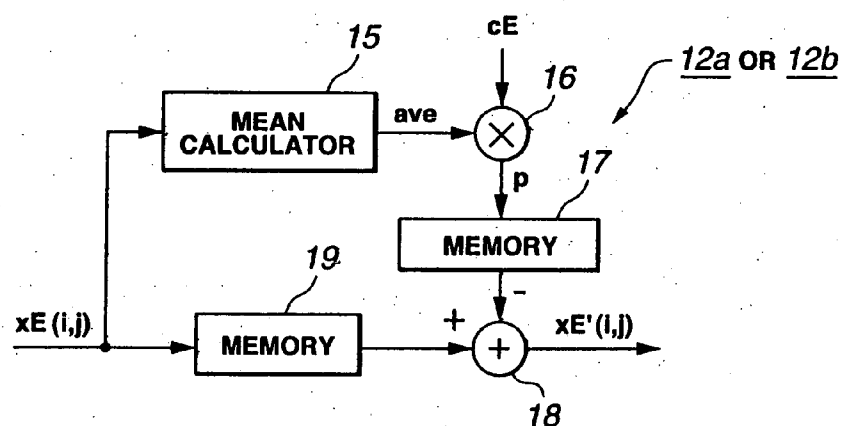 cE
15
12a OR 12b
16
MEAN
CALCULATOR
ave
×
17
p
MEMORY
19
-
xE (i,j)
+
xE' (i,j)
MEMORY
+
18